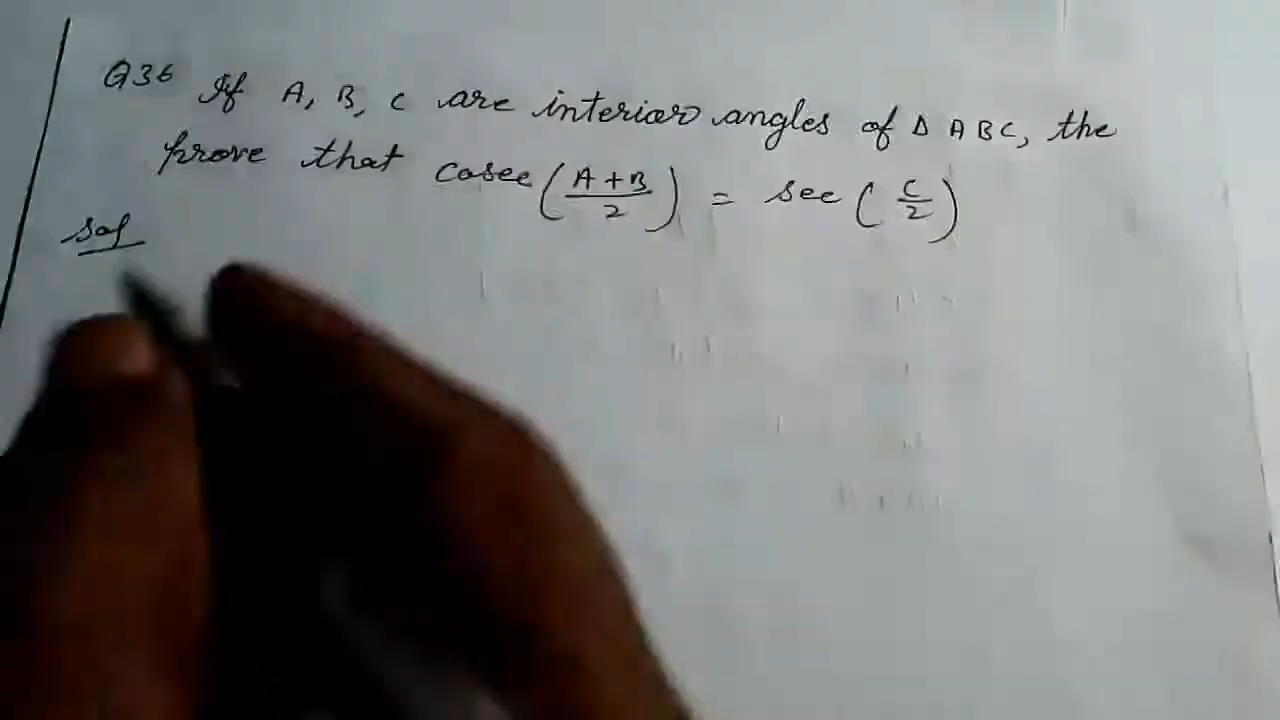 Q36 If A, B, C are interior angles of Δ ABC, the
prove that cosec (A+B/2) = sec (C/2)
Sol